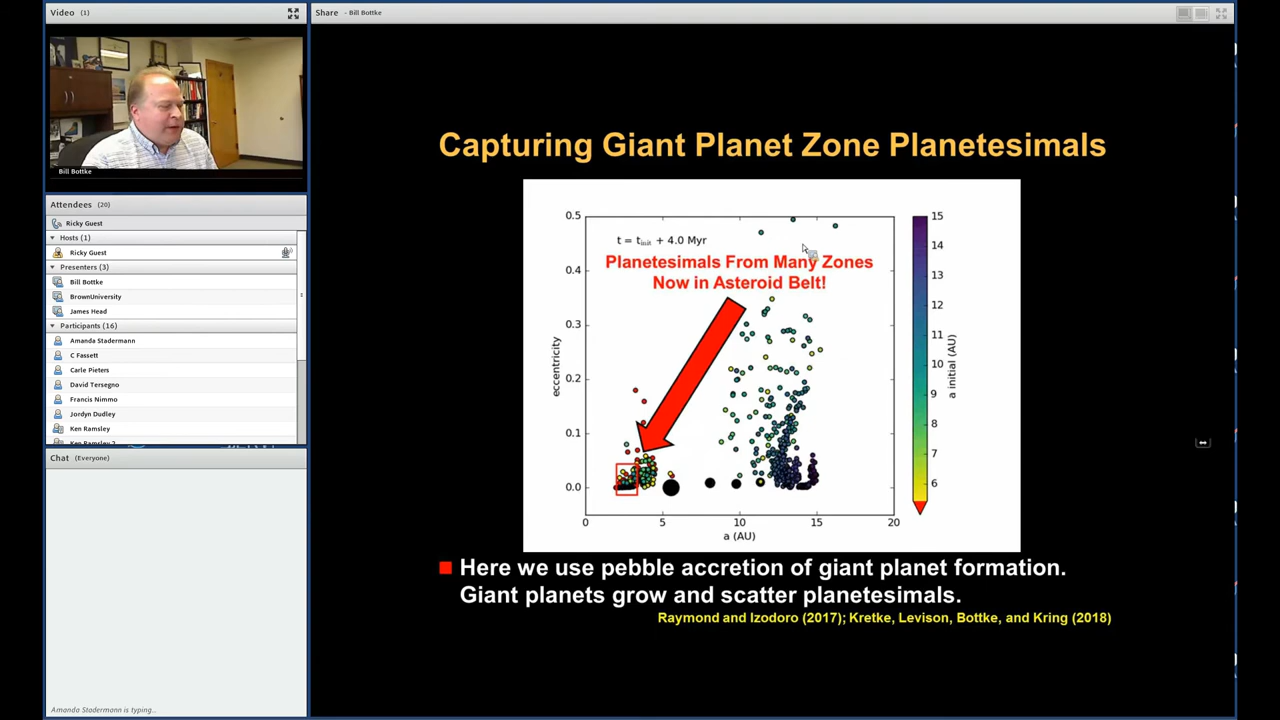 Video (1)
Bill Bottke
Attendees (20)
Ricky Guest
Hosts (1)
Ricky Guest
Presenters (3)
Bill Bottke
BrownUniversity
James Head
Participants (16)
Amanda Stadermann
C Fassett
Carle Pieters
David Tersegno
Francis Nimmo
Jordyn Dudley
Ken Ramsley
Ken Ramsley 2
Chat (Everyone)
Amanda Stadermann is typing...
Share - Bill Bottke
Capturing Giant Planet Zone Planetesimals
t = tinit + 4.0 Myr
Planetesimals From Many Zones
Now in Asteroid Belt!
eccentricity
0.5
0.4
0.3
0.2
0.1
0.0
0 5 10 15 20
a (AU)
15
14
13
12
11
10
9
8
7
6
a initial (AU)
Here we use pebble accretion of giant planet formation.
Giant planets grow and scatter planetesimals.
Raymond and Izodoro (2017); Kretke, Levison, Bottke, and Kring (2018)